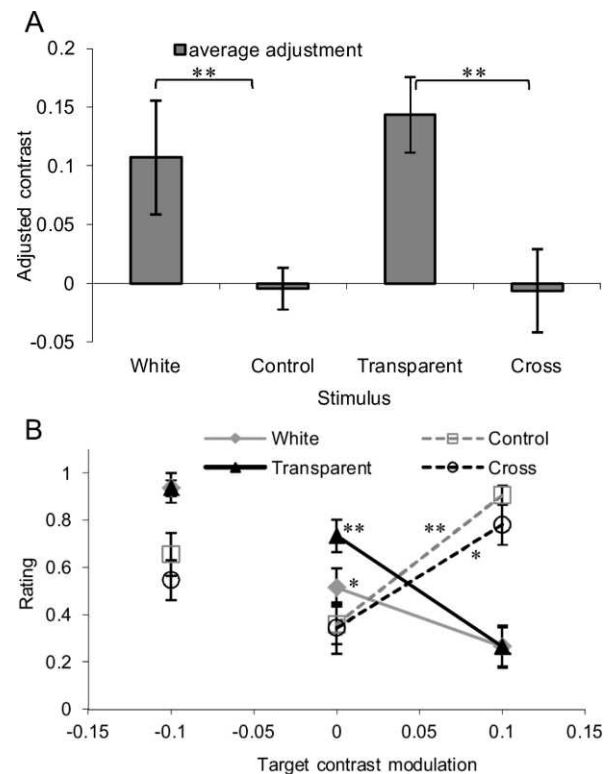 A
average adjustment
** **
0.2
0.15
0.1
0.05
0
-0.05
Adjusted contrast
White Control Transparent Cross
Stimulus
B
White Control
Transparent Cross
1
0.8
0.6
0.4
0.2
0
Rating
** ** *
*
-0.15 -0.1 -0.05 0 0.05 0.1 0.15
Target contrast modulation